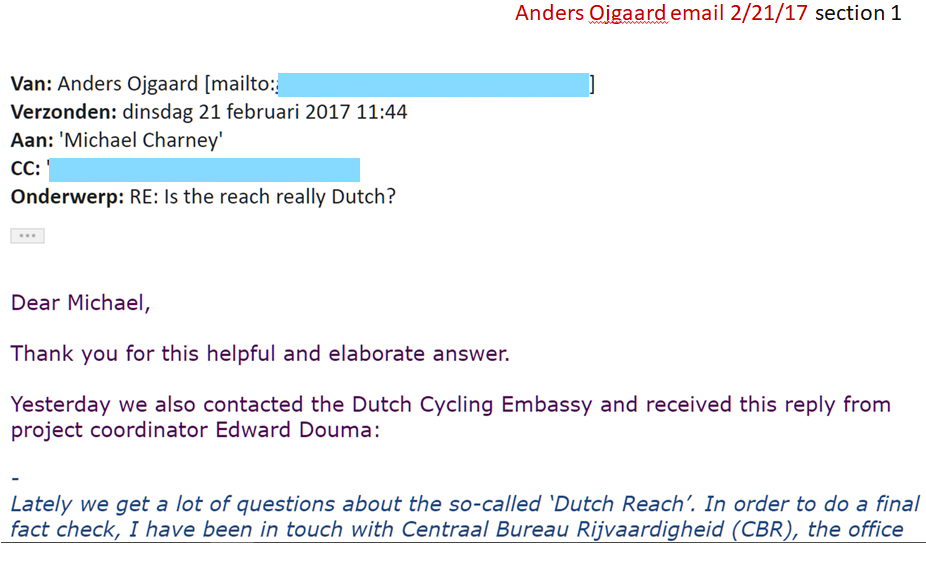 Anders Ojgaard email 2/21/17 section 1
Van: Anders Ojgaard [mailto: ]
Verzonden: dinsdag 21 februari 2017 11:44
Aan: 'Michael Charney'
CC: '
Onderwerp: RE: Is the reach really Dutch?
Dear Michael,
Thank you for this helpful and elaborate answer.
Yesterday we also contacted the Dutch Cycling Embassy and received this reply from
project coordinator Edward Douma:
-
Lately we get a lot of questions about the so-called ‘Dutch Reach’. In order to do a final
fact check, I have been in touch with Centraal Bureau Rijvaardigheid (CBR), the office